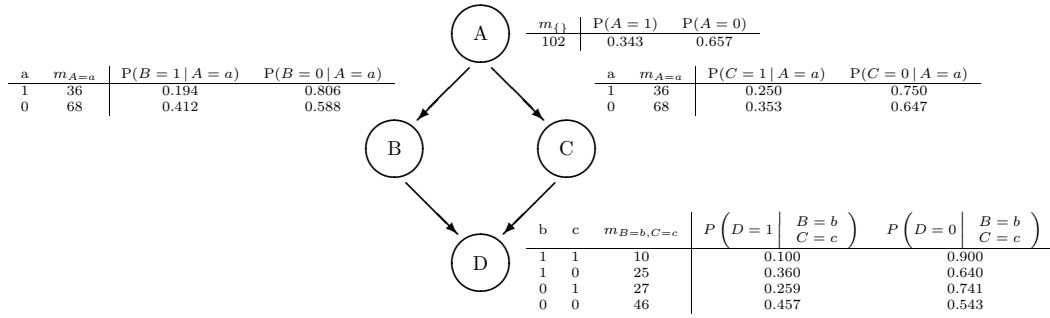 A
m_{} P(A = 1) P(A = 0)
102 0.343 0.657
a m_{A=a} P(B = 1 | A = a) P(B = 0 | A = a)
1 36 0.194 0.806
0 68 0.412 0.588
a m_{A=a} P(C = 1 | A = a) P(C = 0 | A = a)
1 36 0.250 0.750
0 68 0.353 0.647
B
C
D
b c m_{B=b,C=c} P ( D = 1 | B = b C = c ) P ( D = 0 | B = b C = c )
1 1 10 0.100 0.900
1 0 25 0.360 0.640
0 1 27 0.259 0.741
0 0 46 0.457 0.543